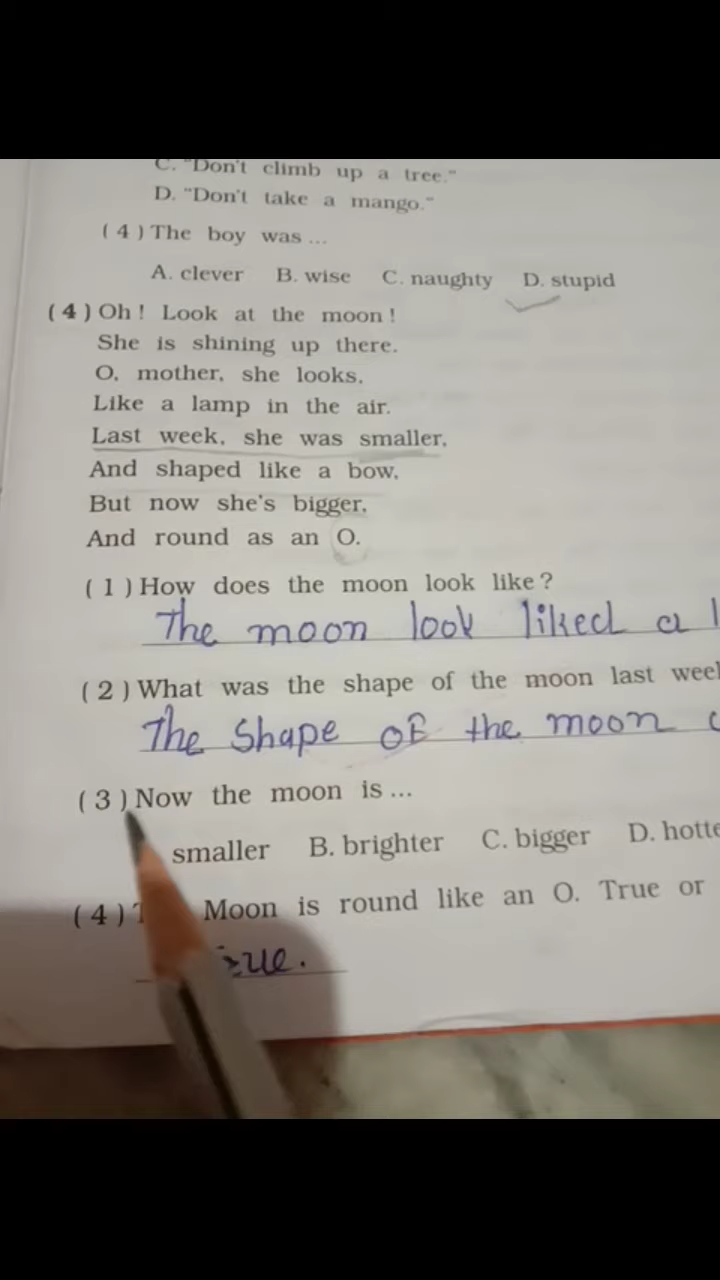 C. "Don't climb up a tree."
D. "Don't take a mango."
(4) The boy was ...
A. clever B. wise C. naughty D. stupid
(4) Oh! Look at the moon!
She is shining up there.
O, mother, she looks,
Like a lamp in the air.
Last week, she was smaller,
And shaped like a bow,
But now she's bigger,
And round as an O.
(1) How does the moon look like?
The moon look liked a
(2) What was the shape of the moon last
The shape of the moon
(3) Now the moon is ...
smaller B. brighter C. bigger D.
(4) Moon is round like an O. True or